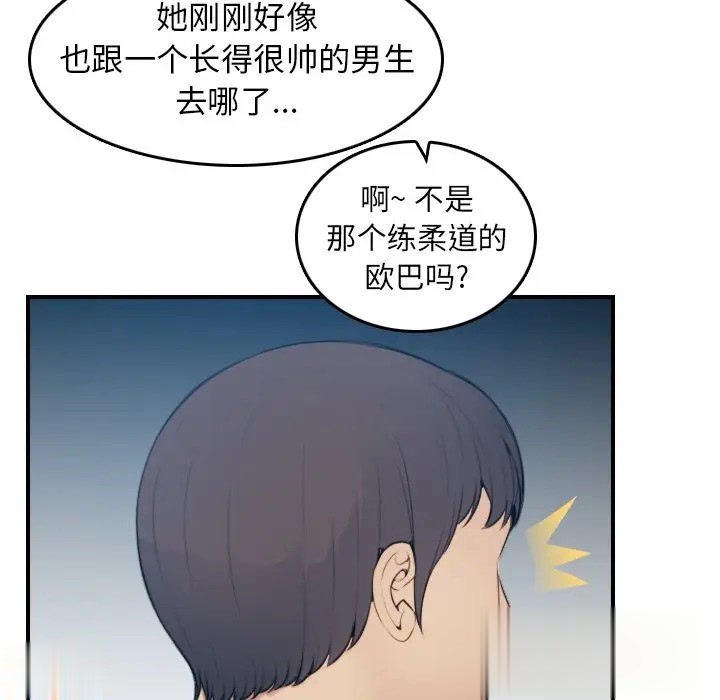 她刚刚好像
也跟一个长得很帅的男生
去哪了...
啊~ 不是
那个练柔道的
欧巴吗?